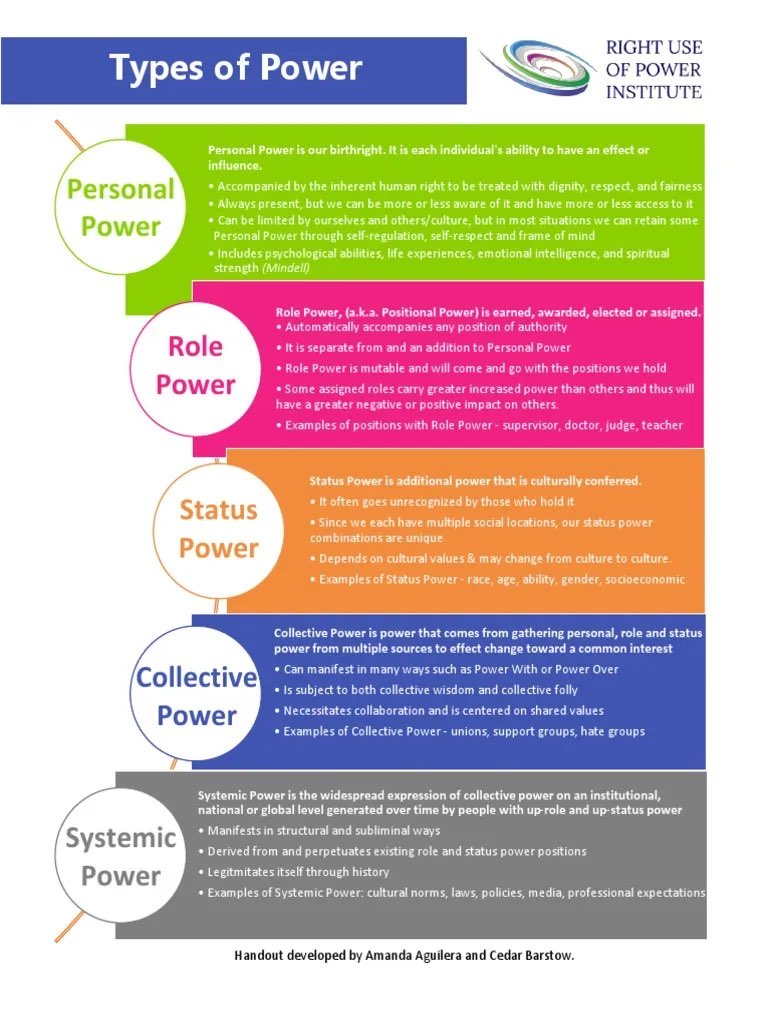 Types of Power
RIGHT USE
OF POWER
INSTITUTE
Personal
Power
Personal Power is our birthright. It is each individual's ability to have an effect or
influence.
• Accompanied by the inherent human right to be treated with dignity, respect, and fairness
• Always present, but we can be more or less aware of it and have more or less access to it
• Can be limited by ourselves and others/culture, but in most situations we can retain some
Personal Power through self-regulation, self-respect and frame of mind
• Includes psychological abilities, life experiences, emotional intelligence, and spiritual
strength (Mindell)
Role
Power
Role Power, (a.k.a. Positional Power) is earned, awarded, elected or assigned.
• Automatically accompanies any position of authority
• It is separate from and an addition to Personal Power
• Role Power is mutable and will come and go with the positions we hold
• Some assigned roles carry greater increased power than others and thus will
have a greater negative or positive impact on others.
• Examples of positions with Role Power - supervisor, doctor, judge, teacher
Status
Power
Status Power is additional power that is culturally conferred.
• It often goes unrecognized by those who hold it
• Since we each have multiple social locations, our status power
combinations are unique
• Depends on cultural values & may change from culture to culture.
• Examples of Status Power - race, age, ability, gender, socioeconomic
Collective
Power
Collective Power is power that comes from gathering personal, role and status
power from multiple sources to effect change toward a common interest
• Can manifest in many ways such as Power With or Power Over
• Is subject to both collective wisdom and collective folly
• Necessitates collaboration and is centered on shared values
• Examples of Collective Power - unions, support groups, hate groups
Systemic
Power
Systemic Power is the widespread expression of collective power on an institutional,
national or global level generated over time by people with up-role and up-status power
• Manifests in structural and subliminal ways
• Derived from and perpetuates existing role and status power positions
• Legitmitates itself through history
• Examples of Systemic Power: cultural norms, laws, policies, media, professional expectations
Handout developed by Amanda Aguilera and Cedar Barstow.